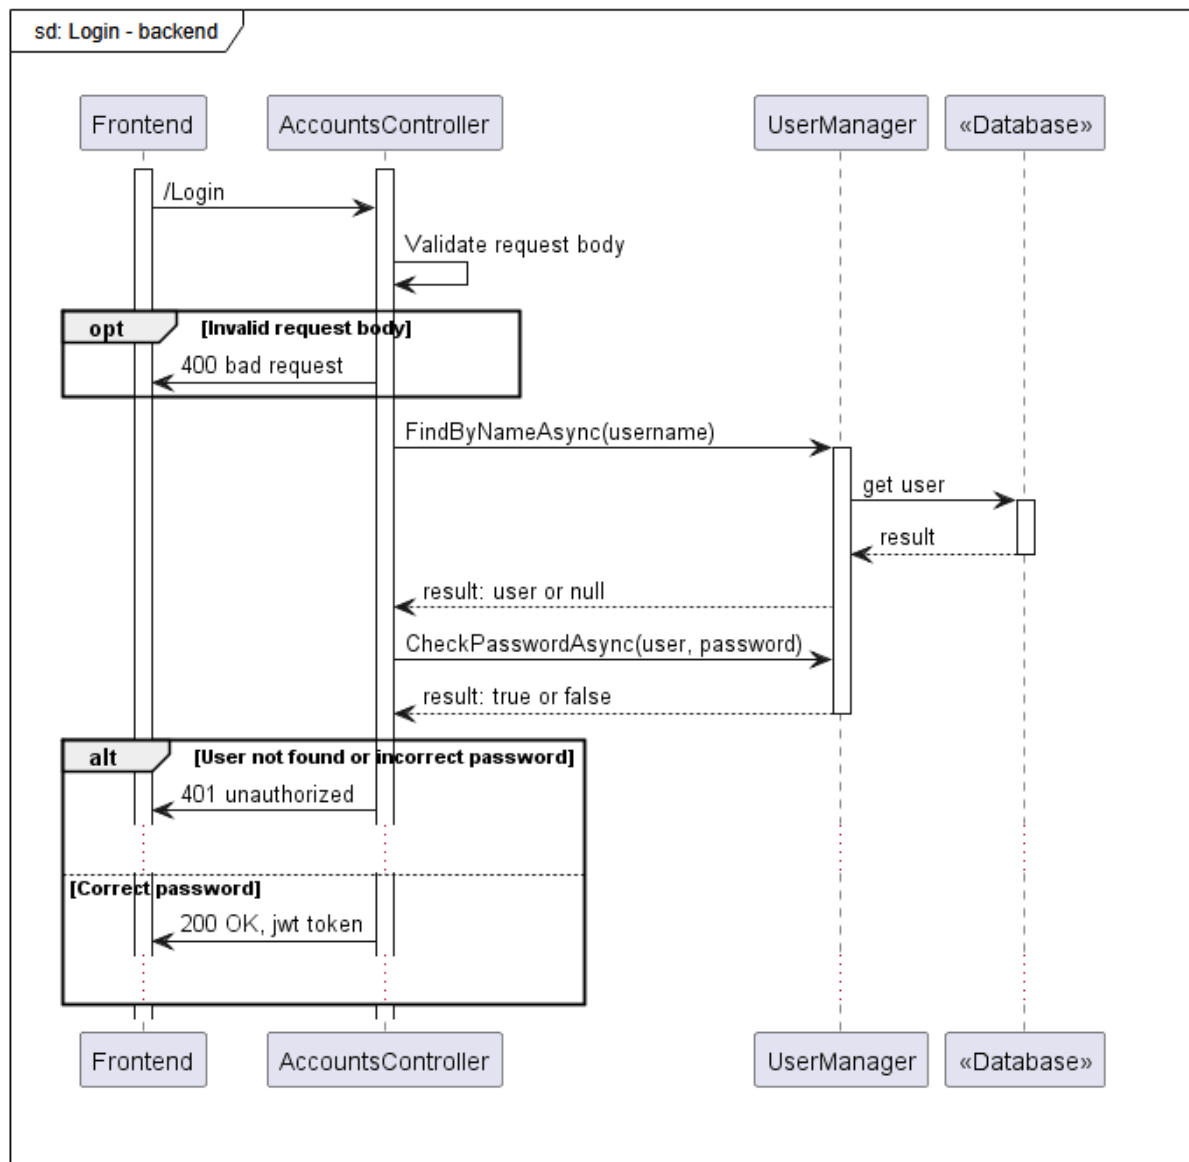 sd: Login - backend
Frontend
AccountsController
UserManager
«Database»
/Login
Validate request body
opt
[Invalid request body]
400 bad request
FindByNameAsync(username)
get user
result
result: user or null
CheckPasswordAsync(user, password)
result: true or false
alt
[User not found or incorrect password]
401 unauthorized
[Correct password]
200 OK, jwt token
Frontend
AccountsController
UserManager
«Database»